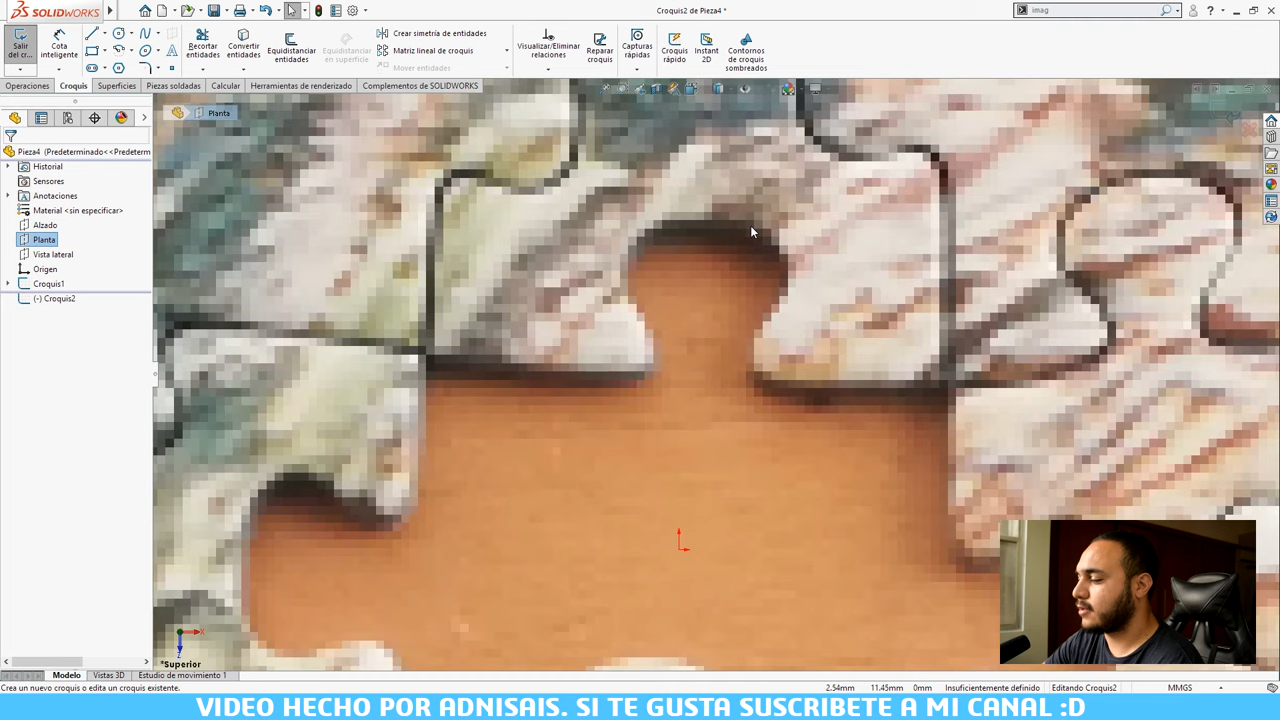 SOLIDWORKS
Croquis2 de Pieza4 *
imag
Salir del cr...
Cota inteligente
Recortar entidades
Convertir entidades
Equidistanciar entidades
Equidistanciar en superficie
Crear simetría de entidades
Matriz lineal de croquis
Mover entidades
Visualizar/Eliminar relaciones
Reparar croquis
Capturas rápidas
Croquis rápido
Instant 2D
Contornos de croquis sombreados
Operaciones
Croquis
Superficies
Piezas soldadas
Calcular
Herramientas de renderizado
Complementos de SOLIDWORKS
Planta
Pieza4 (Predeterminado<<Predeterm
Historial
Sensores
Anotaciones
Material <sin especificar>
Alzado
Planta
Vista lateral
Origen
Croquis1
(-) Croquis2
X
Z
*Superior
Modelo
Vistas 3D
Estudio de movimiento 1
Crea un nuevo croquis o edita un croquis existente.
2.54mm
11.45mm
0mm
Insuficientemente definido
Editando Croquis2
MMGS
VIDEO HECHO POR ADNISAIS. SI TE GUSTA SUSCRIBETE A MI CANAL :D